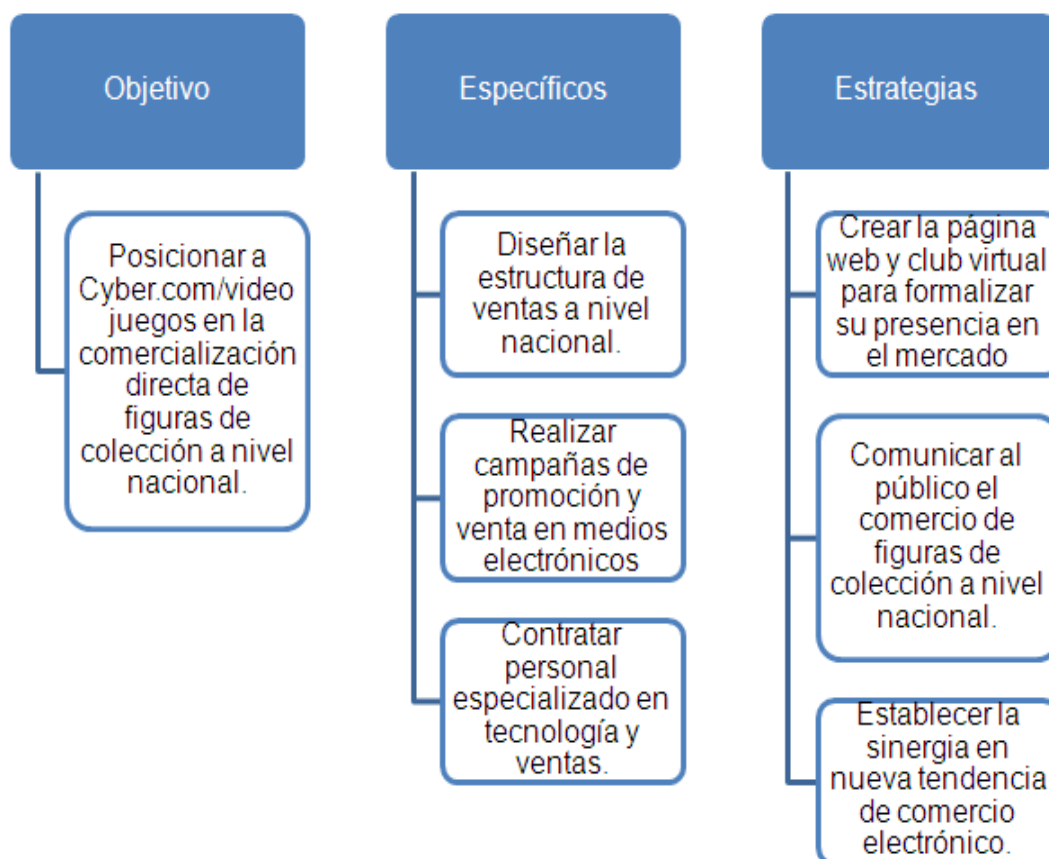 Objetivo
Posicionar a
Cyber.com/video
juegos en la
comercialización
directa de
figuras de
colección a nivel
nacional.
Específicos
Diseñar la
estructura de
ventas a nivel
nacional.
Realizar
campañas de
promoción y
venta en medios
electrónicos
Contratar
personal
especializado en
tecnología y
ventas.
Estrategias
Crear la página
web y club virtual
para formalizar
su presencia en
el mercado
Comunicar al
público el
comercio de
figuras de
colección a nivel
nacional.
Establecer la
sinergia en
nueva tendencia
de comercio
electrónico.